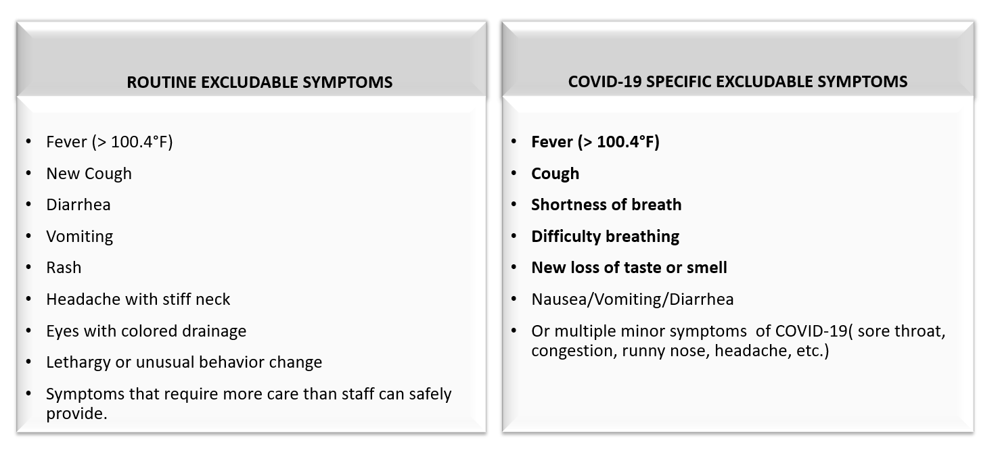 ROUTINE EXCLUDABLE SYMPTOMS
• Fever (> 100.4°F)
• New Cough
• Diarrhea
• Vomiting
• Rash
• Headache with stiff neck
• Eyes with colored drainage
• Lethargy or unusual behavior change
• Symptoms that require more care than staff can safely
provide.
COVID-19 SPECIFIC EXCLUDABLE SYMPTOMS
• Fever (> 100.4°F)
• Cough
• Shortness of breath
• Difficulty breathing
• New loss of taste or smell
• Nausea/Vomiting/Diarrhea
• Or multiple minor symptoms  of COVID-19( sore throat,
congestion, runny nose, headache, etc.)